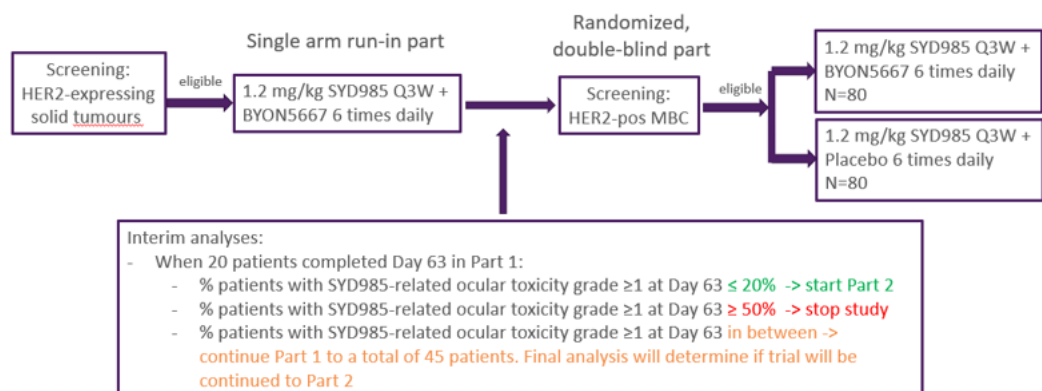 Single arm run-in part
Randomized,
double-blind part
Screening:
HER2-expressing
solid tumours
eligible
1.2 mg/kg SYD985 Q3W +
BYON5667 6 times daily
Screening:
HER2-pos MBC
eligible
1.2 mg/kg SYD985 Q3W +
BYON5667 6 times daily
N=80
1.2 mg/kg SYD985 Q3W +
Placebo 6 times daily
N=80
Interim analyses:
- When 20 patients completed Day 63 in Part 1:
- % patients with SYD985-related ocular toxicity grade ≥1 at Day 63 ≤ 20% -> start Part 2
- % patients with SYD985-related ocular toxicity grade ≥1 at Day 63 ≥ 50% -> stop study
- % patients with SYD985-related ocular toxicity grade ≥1 at Day 63 in between ->
continue Part 1 to a total of 45 patients. Final analysis will determine if trial will be
continued to Part 2